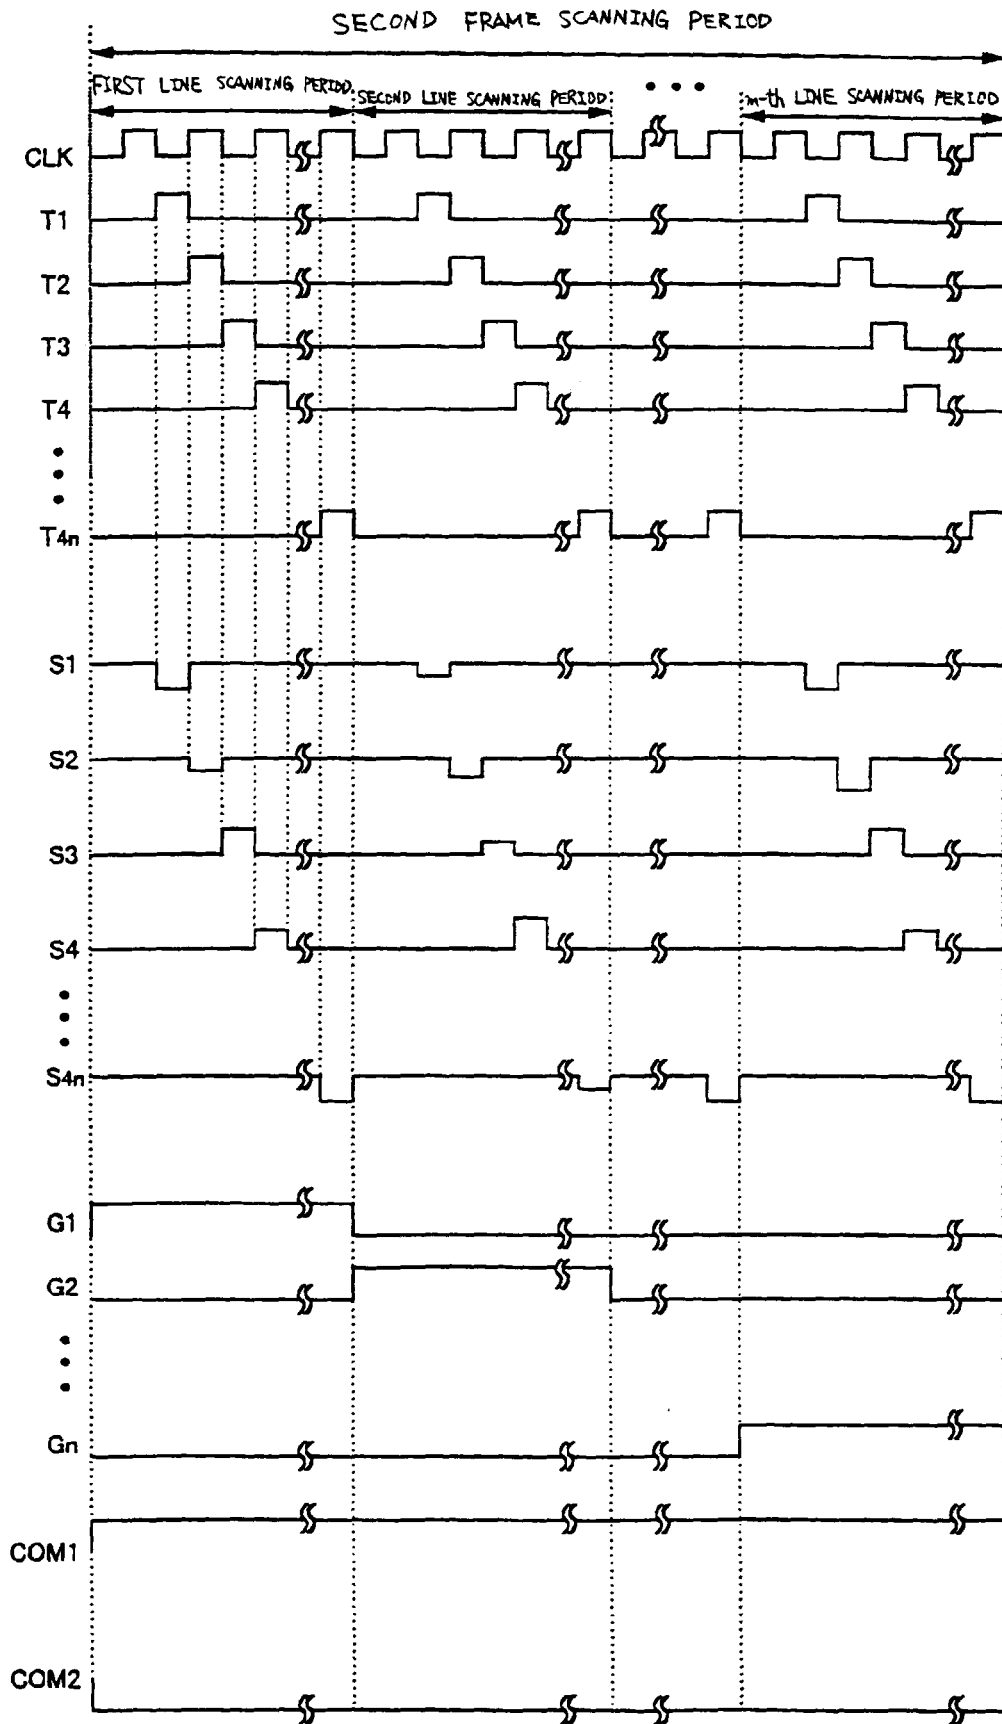 SECOND FRAME SCANNING PERIOD
FIRST LINE SCANNING PERIOD
SECOND LINE SCANNING PERIOD
m-th LINE SCANNING PERIOD
CLK
T1
T2
T3
T4
T4n
S1
S2
S3
S4
S4n
G1
G2
Gn
COM1
COM2